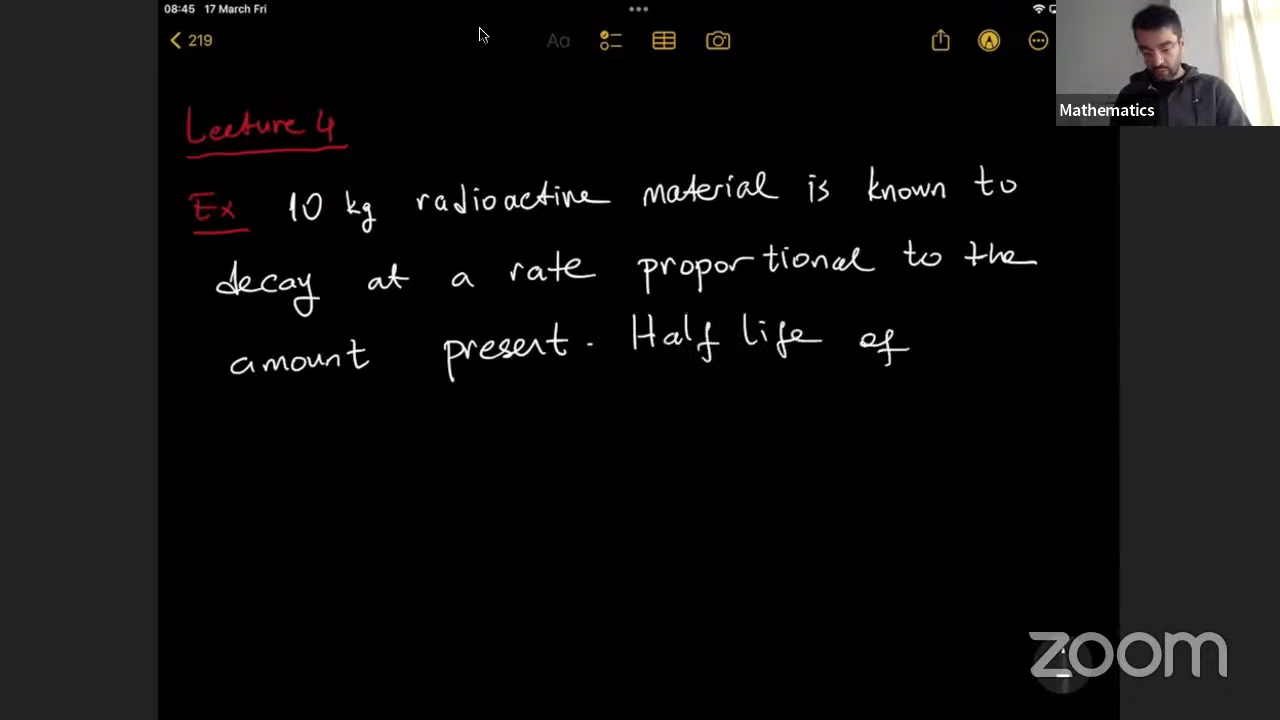 08:45 17 March Fri
219
Aa
Mathematics
Lecture 4
Ex 10 kg radioactive material is known to
decay at a rate proportional to the
amount present. Half life of
zoom